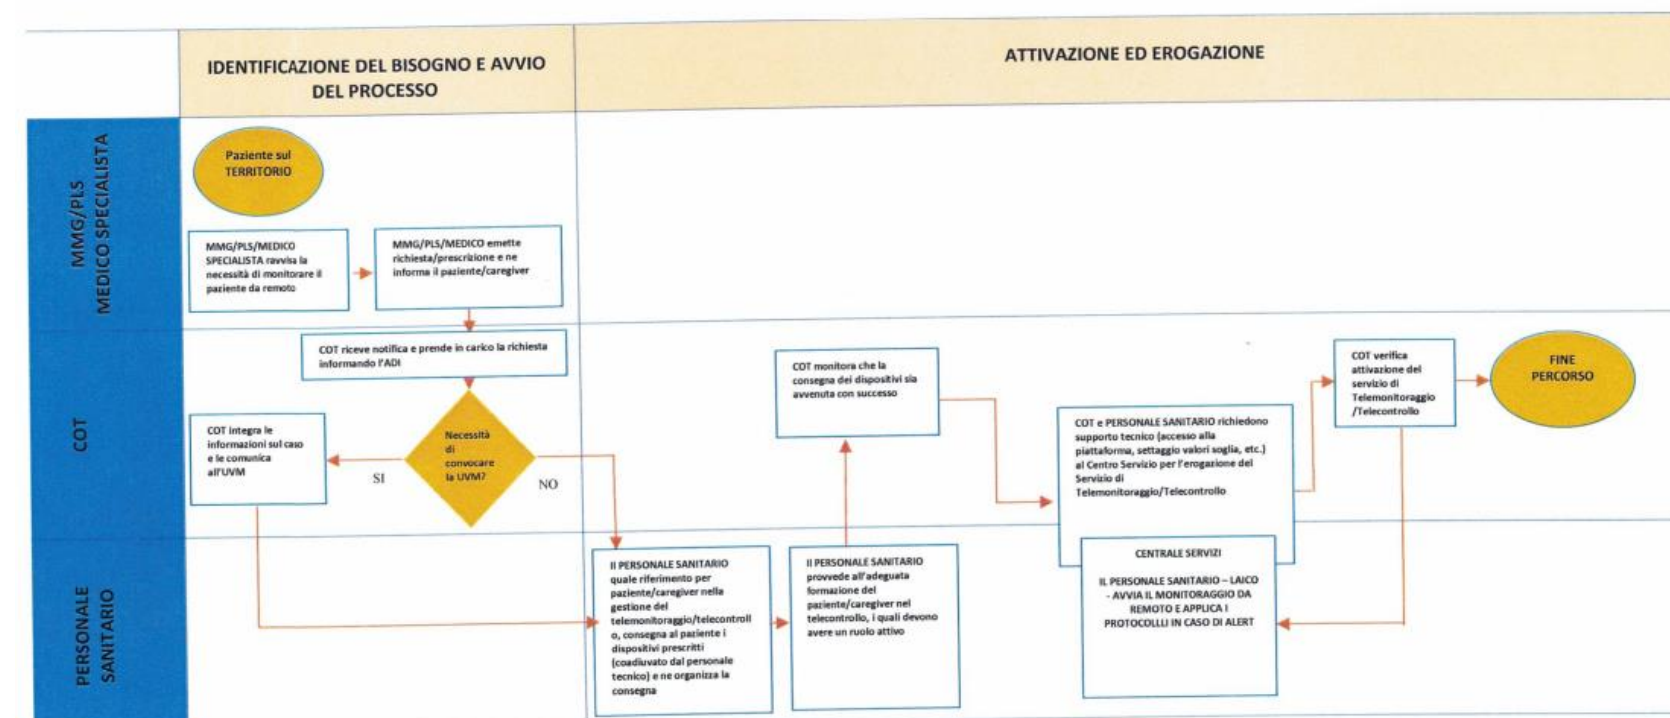 IDENTIFICAZIONE DEL BISOGNO E AVVIO
DEL PROCESSO
ATTIVAZIONE ED EROGAZIONE
MMG/PLS
MEDICO SPECIALISTA
Paziente sul
TERRITORIO
MMG/PLS/MEDICO
SPECIALISTA ravvisa la
necessità di monitorare il
paziente da remoto
MMG/PLS/MEDICO emette
richiesta/prescrizione e ne
informa il paziente/caregiver
COT
COT riceve notifica e prende in carico la richiesta
informando l'ADI
COT integra le
informazioni sul caso
e le comunica
all'UVM
SI
Necessità
di
convocare
la UVM?
NO
COT monitora che la
consegna dei dispositivi sia
avvenuta con successo
COT e PERSONALE SANITARIO richiedono
supporto tecnico (accesso alla
piattaforma, settaggio valori soglia, etc.)
al Centro Servizio per l'erogazione del
Servizio di
Telemonitoraggio/Telecontrollo
COT verifica
attivazione del
servizio di
Telemonitoraggio
/Telecontrollo
FINE
PERCORSO
PERSONALE
SANITARIO
Il PERSONALE SANITARIO
quale riferimento per
paziente/caregiver nella
gestione del
telemonitoraggio/telecontroll
o, consegna al paziente i
dispositivi prescritti
(coadiuvato dal personale
tecnico) e ne organizza la
consegna
Il PERSONALE SANITARIO
provvede all'adeguata
formazione del
paziente/caregiver nel
telecontrollo, i quali devono
avere un ruolo attivo
CENTRALE SERVIZI
IL PERSONALE SANITARIO – LAICO
- AVVIA IL MONITORAGGIO DA
REMOTO E APPLICA I
PROTOCOLLLI IN CASO DI ALERT